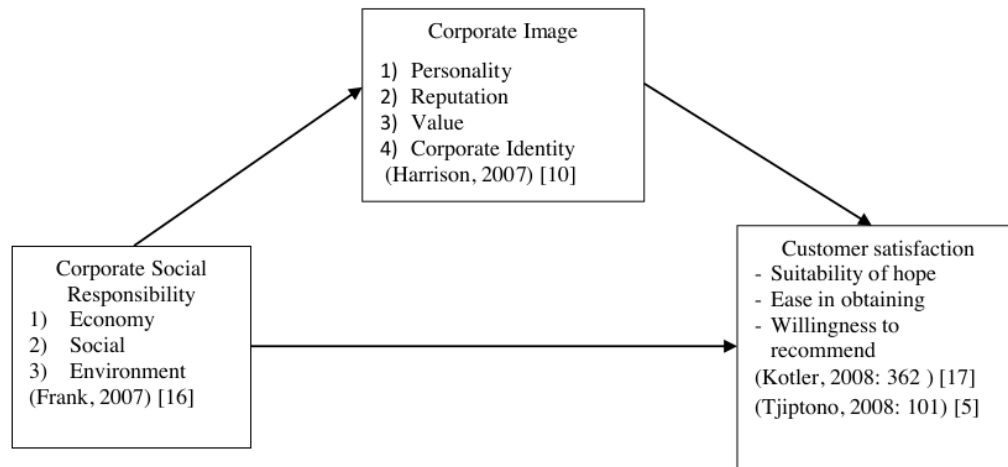 Corporate Image
1) Personality
2) Reputation
3) Value
4) Corporate Identity
(Harrison, 2007) [10]
Corporate Social
Responsibility
1) Economy
2) Social
3) Environment
(Frank, 2007) [16]
Customer satisfaction
- Suitability of hope
- Ease in obtaining
- Willingness to
recommend
(Kotler, 2008: 362 ) [17]
(Tjiptono, 2008: 101) [5]